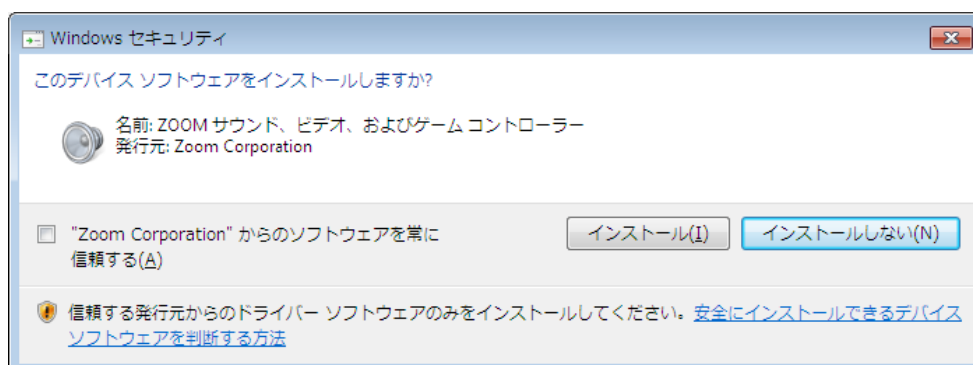 Windows セキュリティ
このデバイス ソフトウェアをインストールしますか?
名前: ZOOM サウンド、ビデオ、およびゲーム コントローラー
発行元: Zoom Corporation
"Zoom Corporation" からのソフトウェアを常に
信頼する(A)
インストール(I)
インストールしない(N)
信頼する発行元からのドライバー ソフトウェアのみをインストールしてください。安全にインストールできるデバイス
ソフトウェアを判断する方法